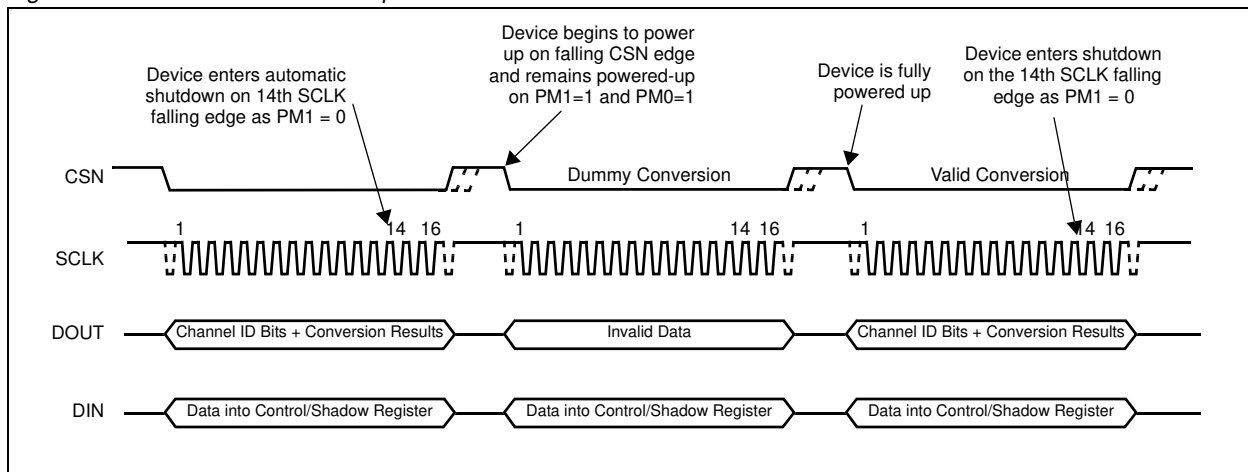 Device enters automatic
shutdown on 14th SCLK
falling edge as PM1 = 0
Device begins to power
up on falling CSN edge
and remains powered-up
on PM1=1 and PM0=1
Device is fully
powered up
Device enters shutdown
on the 14th SCLK falling
edge as PM1 = 0
CSN
Dummy Conversion
Valid Conversion
SCLK
1
14
16
1
14
16
1
14
16
DOUT
Channel ID Bits + Conversion Results
Invalid Data
Channel ID Bits + Conversion Results
DIN
Data into Control/Shadow Register
Data into Control/Shadow Register
Data into Control/Shadow Register